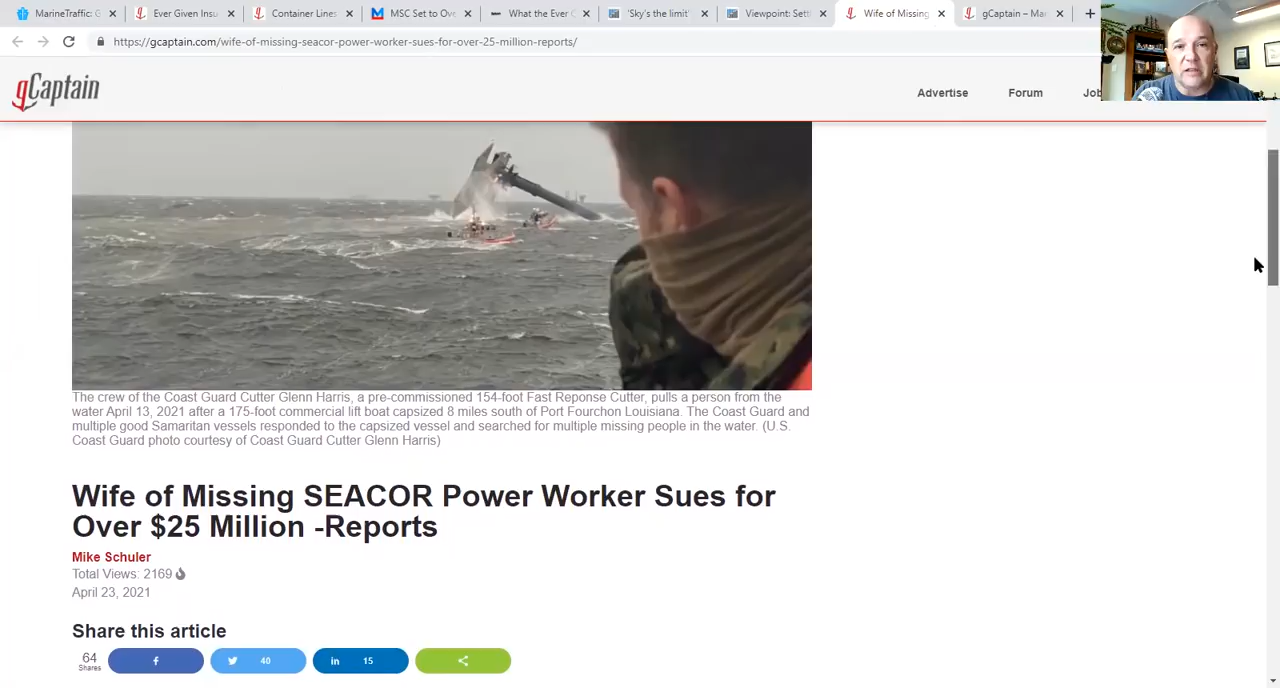 MarineTraffic: G
Ever Given Insu
Container Lines
MSC Set to Ove
What the Ever G
'Sky's the limit'
Viewpoint: Sett
Wife of Missing
gCaptain – Mar
https://gcaptain.com/wife-of-missing-seacor-power-worker-sues-for-over-25-million-reports/
gCaptain
Advertise
Forum
Job
The crew of the Coast Guard Cutter Glenn Harris, a pre-commissioned 154-foot Fast Reponse Cutter, pulls a person from the
water April 13, 2021 after a 175-foot commercial lift boat capsized 8 miles south of Port Fourchon Louisiana. The Coast Guard and
multiple good Samaritan vessels responded to the capsized vessel and searched for multiple missing people in the water. (U.S.
Coast Guard photo courtesy of Coast Guard Cutter Glenn Harris)
Wife of Missing SEACOR Power Worker Sues for
Over $25 Million -Reports
Mike Schuler
Total Views: 2169
April 23, 2021
Share this article
64
Shares
40
in 15